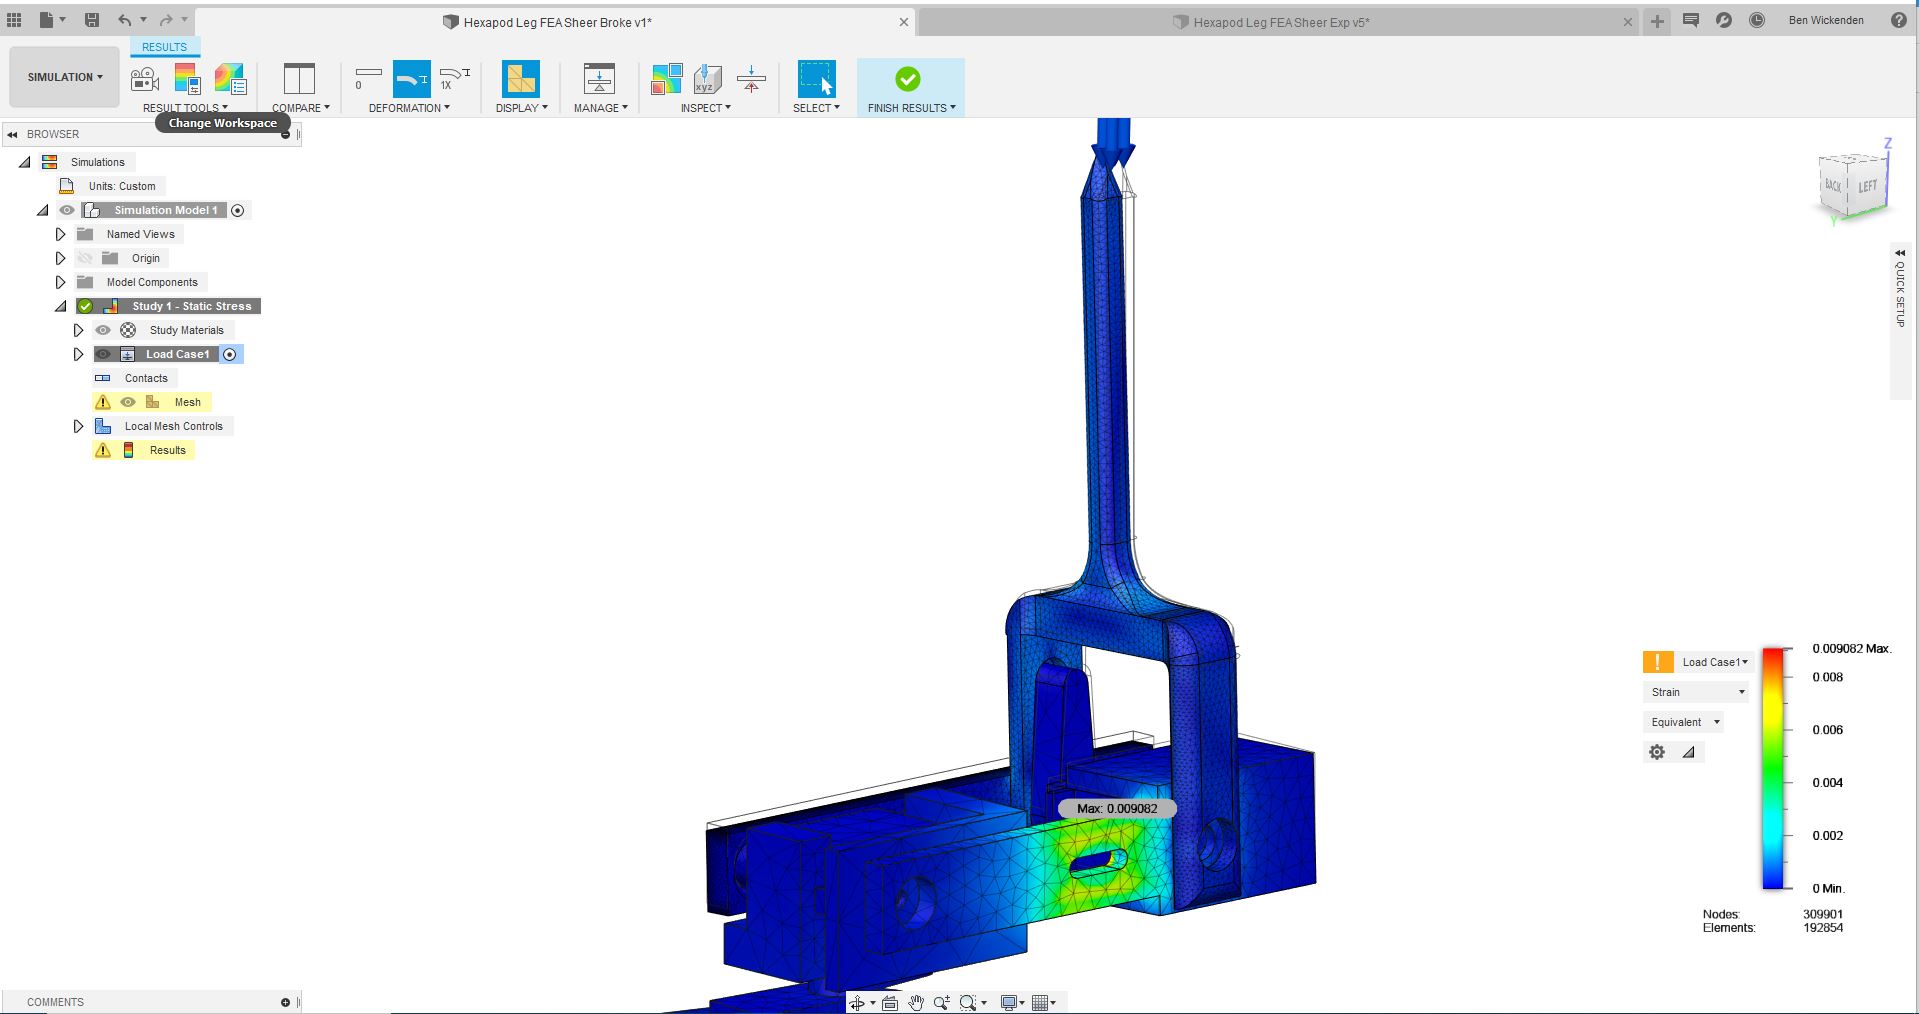 Hexapod Leg FEA Sheer Broke v1*
Hexapod Leg FEA Sheer Exp v5*
Ben Wickenden
RESULTS
SIMULATION
0
1X
xyz
RESULT TOOLS
COMPARE
DEFORMATION
DISPLAY
MANAGE
INSPECT
SELECT
FINISH RESULTS
Change Workspace
BROWSER
Simulations
Units: Custom
Simulation Model 1
Named Views
Origin
Model Components
Study 1 - Static Stress
Study Materials
Load Case1
Contacts
Mesh
Local Mesh Controls
Results
Z
BACK
LEFT
Y
QUICK SETUP
Max: 0.009082
Load Case1
Strain
Equivalent
0.009082 Max.
0.008
0.006
0.004
0.002
0 Min.
Nodes: 309901
Elements: 192854
COMMENTS